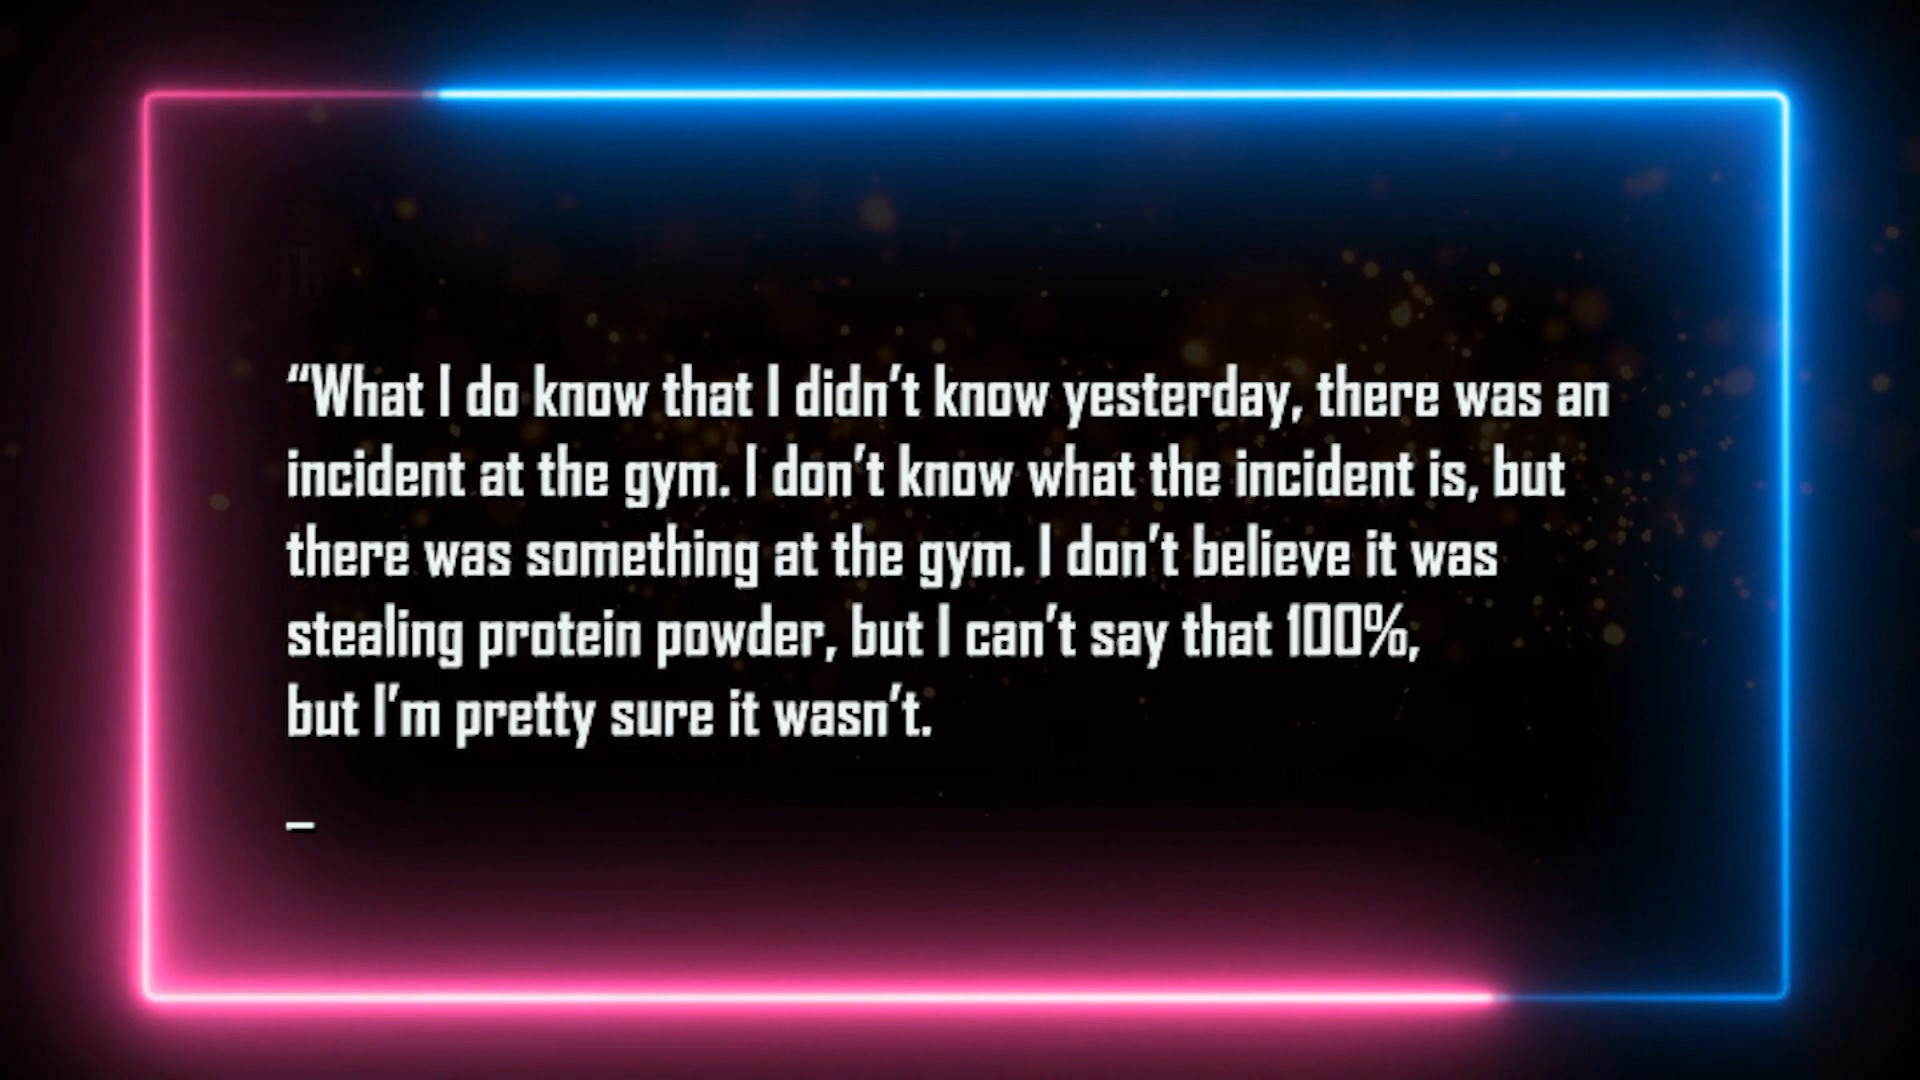 “What I do know that I didn’t know yesterday, there was an
incident at the gym. I don’t know what the incident is, but
there was something at the gym. I don’t believe it was
stealing protein powder, but I can’t say that 100%,
but I’m pretty sure it wasn’t.
–